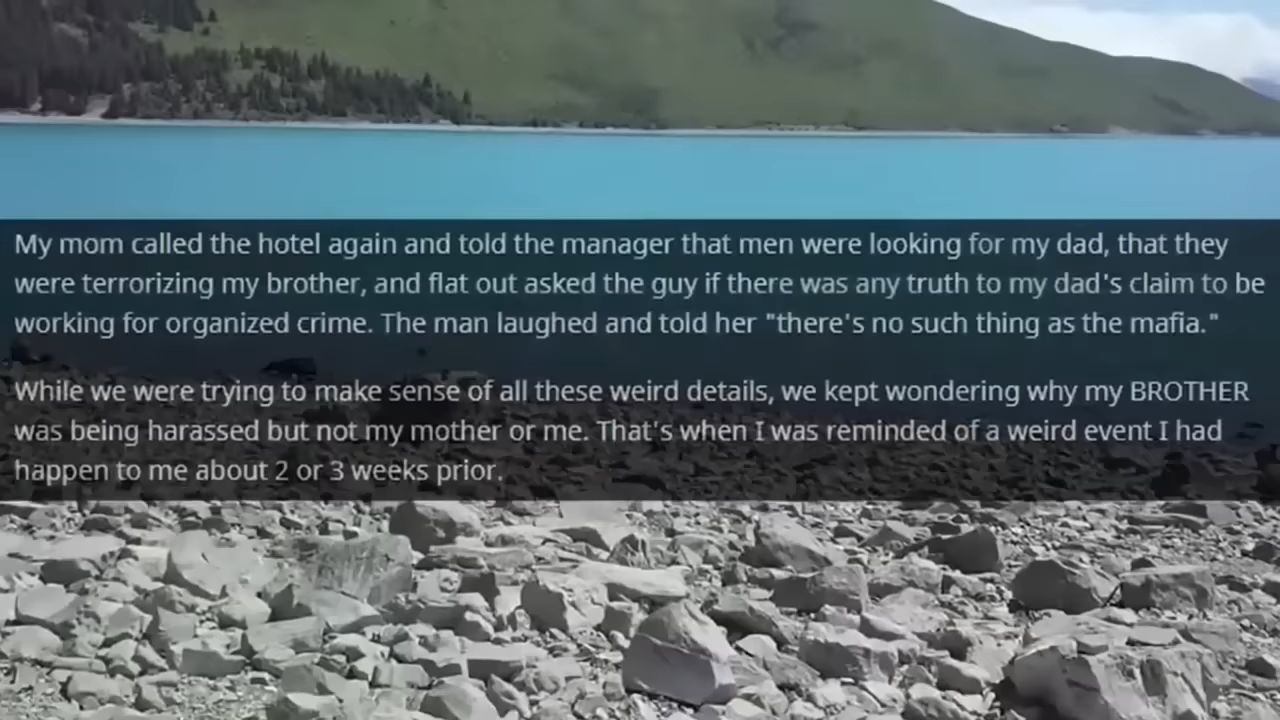 My mom called the hotel again and told the manager that men were looking for my dad, that they
were terrorizing my brother, and flat out asked the guy if there was any truth to my dad's claim to be
working for organized crime. The man laughed and told her "there's no such thing as the mafia."
While we were trying to make sense of all these weird details, we kept wondering why my BROTHER
was being harassed but not my mother or me. That's when I was reminded of a weird event I had
happen to me about 2 or 3 weeks prior.